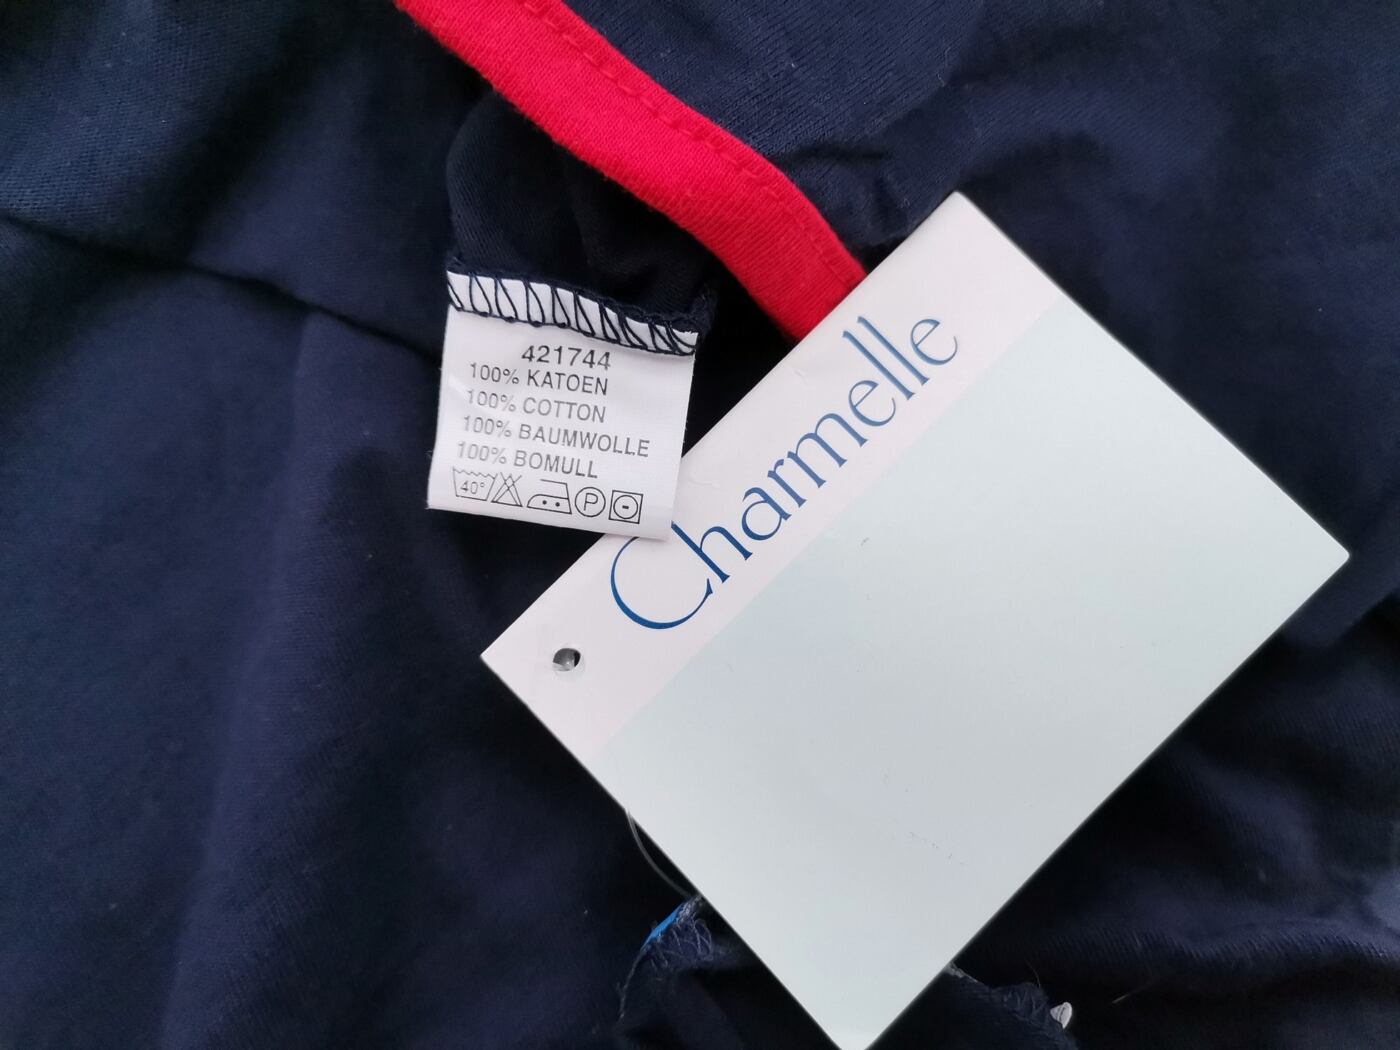 421744
100% KATOEN
100% COTTON
100% BAUMWOLLE
100% BOMULL
40° P
Charmelle